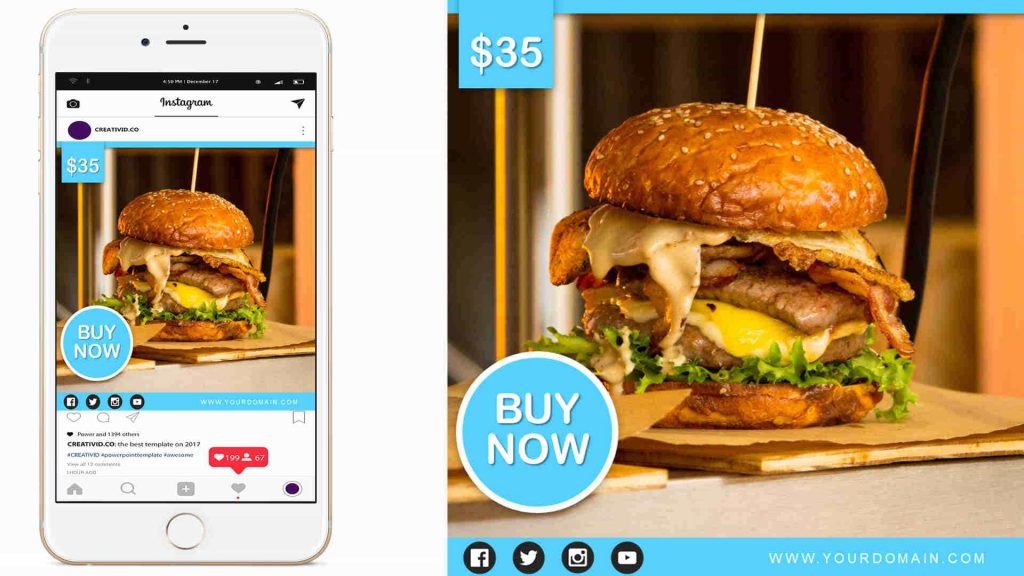 4:50 PM | December 17
Instagram
CREATIVID.CO
$35
BUY
NOW
WWW.YOURDOMAIN.COM
Power and 1394 others
CREATIVID.CO: the best template on 2017
#CREATIVID #powerpointtemplate #awesome
View all 12 comments
1 HOUR AGO
199 67
$35
BUY
NOW
WWW.YOURDOMAIN.COM